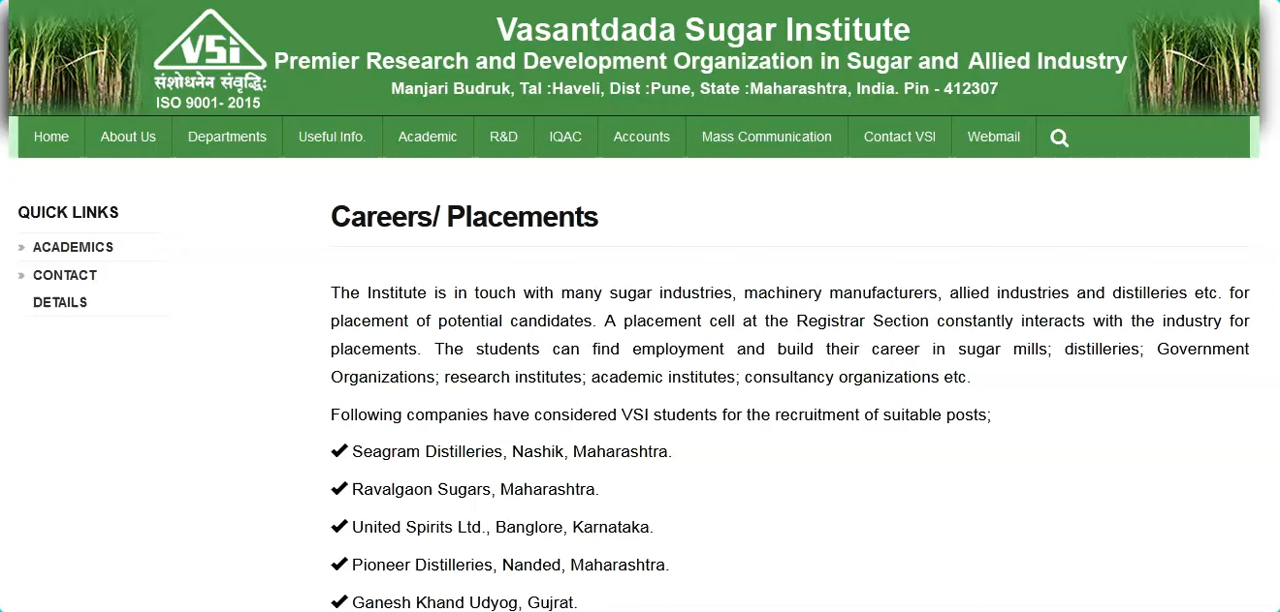 VSi
संशोधनेन संवृद्धिः
ISO 9001- 2015
Vasantdada Sugar Institute
Premier Research and Development Organization in Sugar and Allied Industry
Manjari Budruk, Tal :Haveli, Dist :Pune, State :Maharashtra, India. Pin - 412307
Home About Us Departments Useful Info. Academic R&D IQAC Accounts Mass Communication Contact VSI Webmail
QUICK LINKS
» ACADEMICS
» CONTACT
DETAILS
Careers/ Placements
The Institute is in touch with many sugar industries, machinery manufacturers, allied industries and distilleries etc. for
placement of potential candidates. A placement cell at the Registrar Section constantly interacts with the industry for
placements. The students can find employment and build their career in sugar mills; distilleries; Government
Organizations; research institutes; academic institutes; consultancy organizations etc.
Following companies have considered VSI students for the recruitment of suitable posts;
✔ Seagram Distilleries, Nashik, Maharashtra.
✔ Ravalgaon Sugars, Maharashtra.
✔ United Spirits Ltd., Banglore, Karnataka.
✔ Pioneer Distilleries, Nanded, Maharashtra.
✔ Ganesh Khand Udyog, Gujrat.